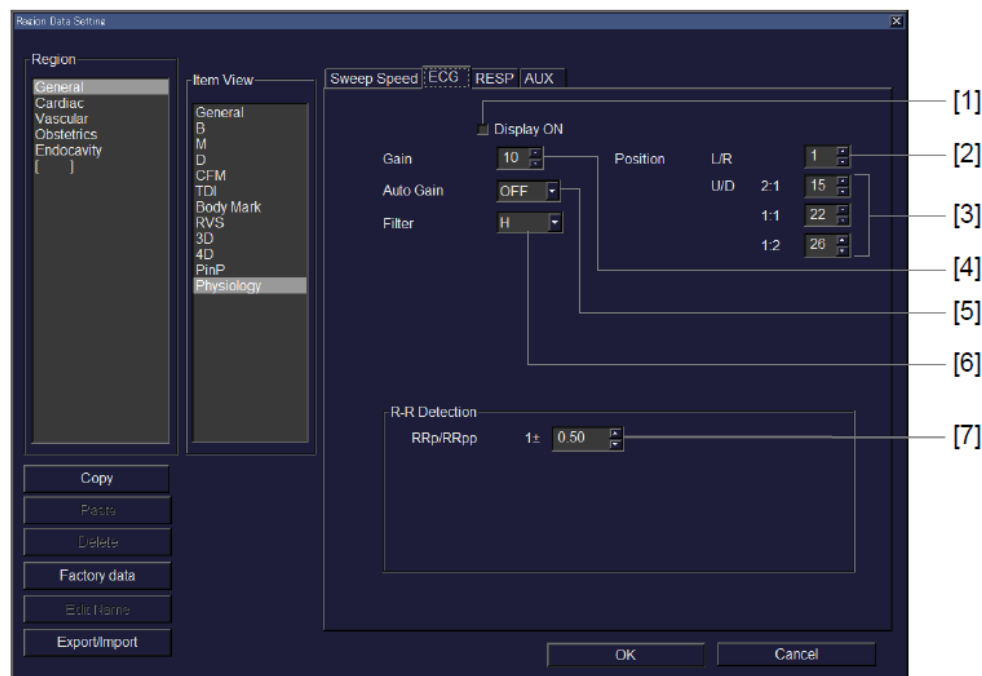 Region Data Setting
Region
General
Cardiac
Vascular
Obstetrics
Endocavity
[ ]
Item View
General
B
M
D
CFM
TDI
Body Mark
RVS
3D
4D
PinP
Physiology
Sweep Speed ECG RESP AUX
Display ON [1]
Gain 10 Position L/R 1 [2]
Auto Gain OFF U/D 2:1 15
Filter H 1:1 22 [3]
1:2 26
[4]
[5]
[6]
R-R Detection
RRp/RRpp 1± 0.50 [7]
Copy
Paste
Delete
Factory data
Edit Name
Export/Import
OK Cancel